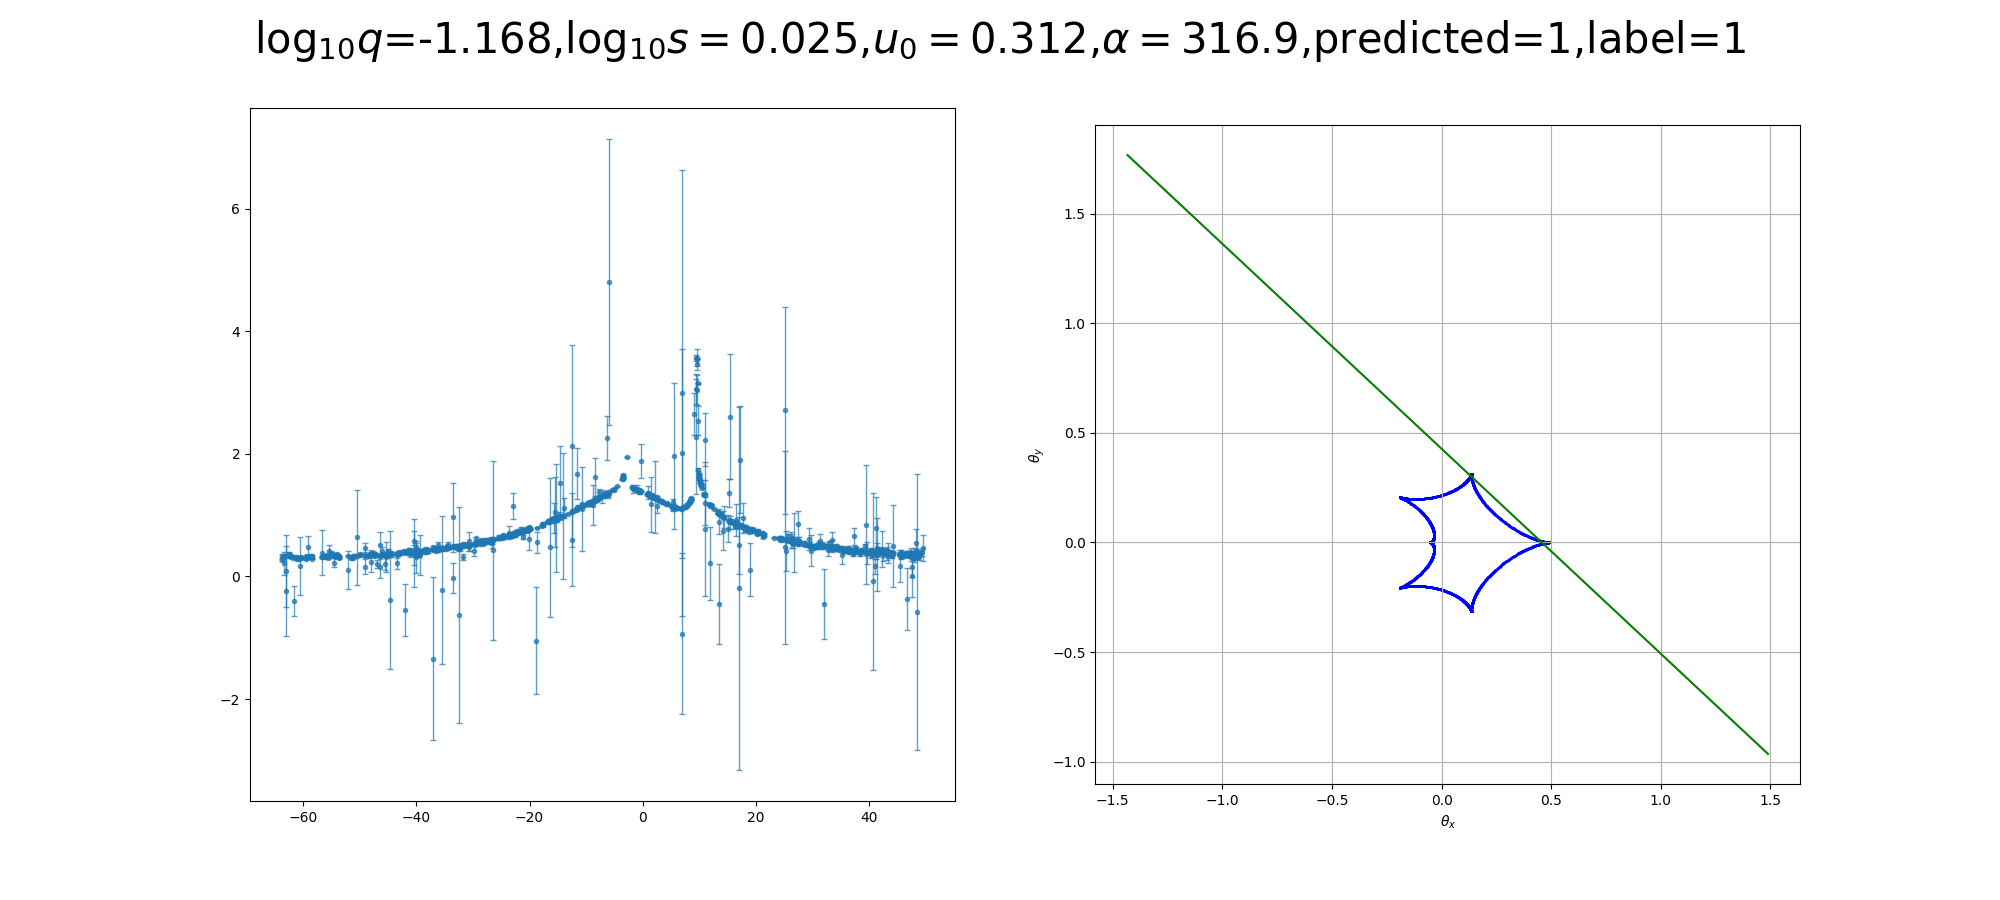 log₁₀q=-1.168,log₁₀s = 0.025,u₀ = 0.312,α = 316.9,predicted=1,label=1
6
4
2
0
−2
−60 −40 −20 0 20 40
1.5
1.0
0.5
0.0
−0.5
−1.0
θy
−1.5 −1.0 −0.5 0.0 0.5 1.0 1.5
θx